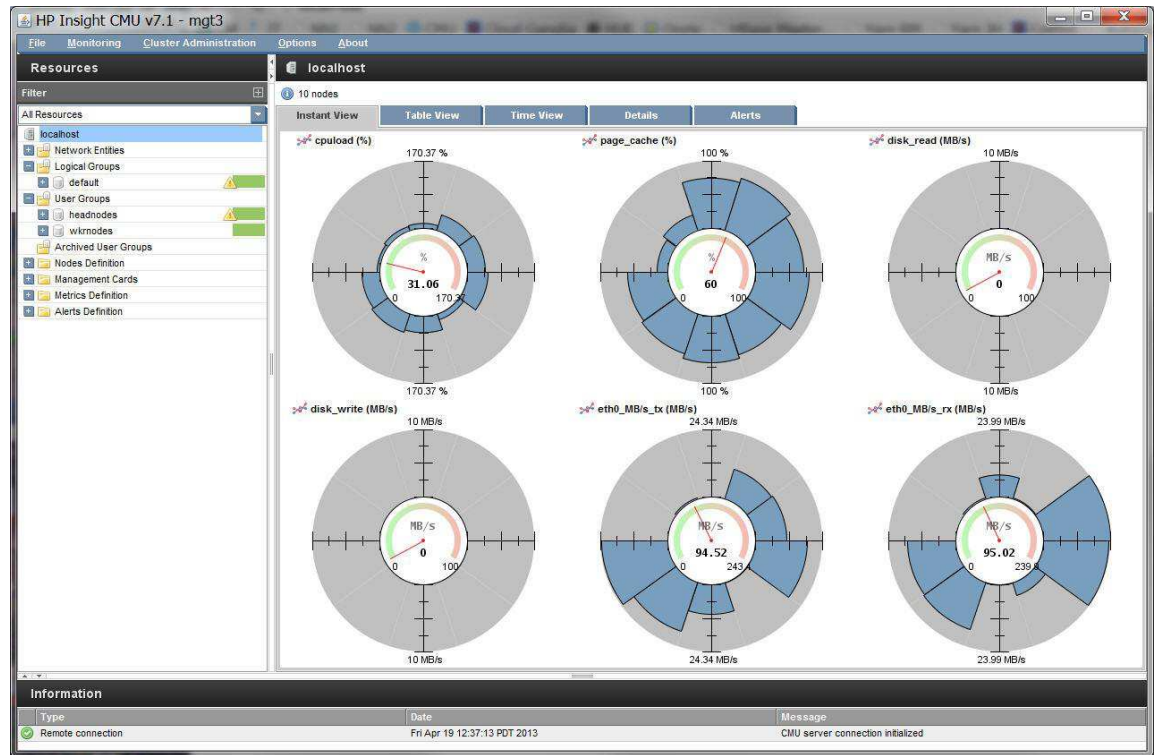 HP Insight CMU v7.1 - mgt3
File Monitoring Cluster Administration Options About
Resources
localhost
Filter
10 nodes
All Resources
Instant View Table View Time View Details Alerts
localhost
Network Entities
Logical Groups
default
User Groups
headnodes
wkrnodes
Archived User Groups
Nodes Definition
Management Cards
Metrics Definition
Alerts Definition
cpuload (%)
170.37 %
%
31.06
0 170.37
170.37 %
page_cache (%)
100 %
%
60
0 100
100 %
disk_read (MB/s)
10 MB/s
MB/s
0
0 100
10 MB/s
disk_write (MB/s)
10 MB/s
MB/s
0
0 100
10 MB/s
eth0_MB/s_tx (MB/s)
24.34 MB/s
MB/s
94.52
0 243.4
24.34 MB/s
eth0_MB/s_rx (MB/s)
23.99 MB/s
MB/s
95.02
0
23.99 MB/s
Information
Type Date Message
Remote connection Fri Apr 19 12:37:13 PDT 2013 CMU server connection initialized